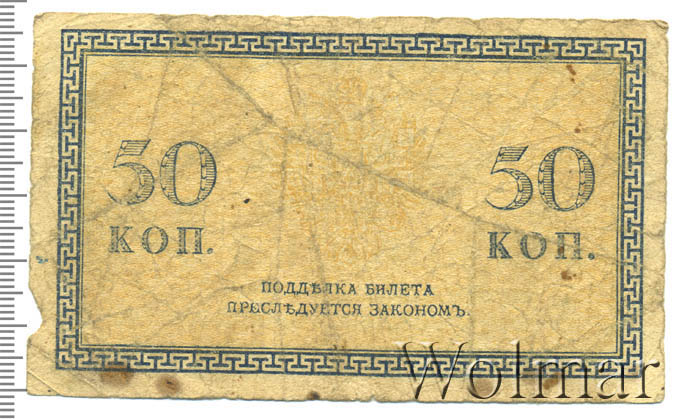 50 50
КОП. КОП.
ПОДДѢЛКА БИЛЕТА
ПРЕСЛѢДУЕТСЯ ЗАКОНОМЪ.
Wolmar